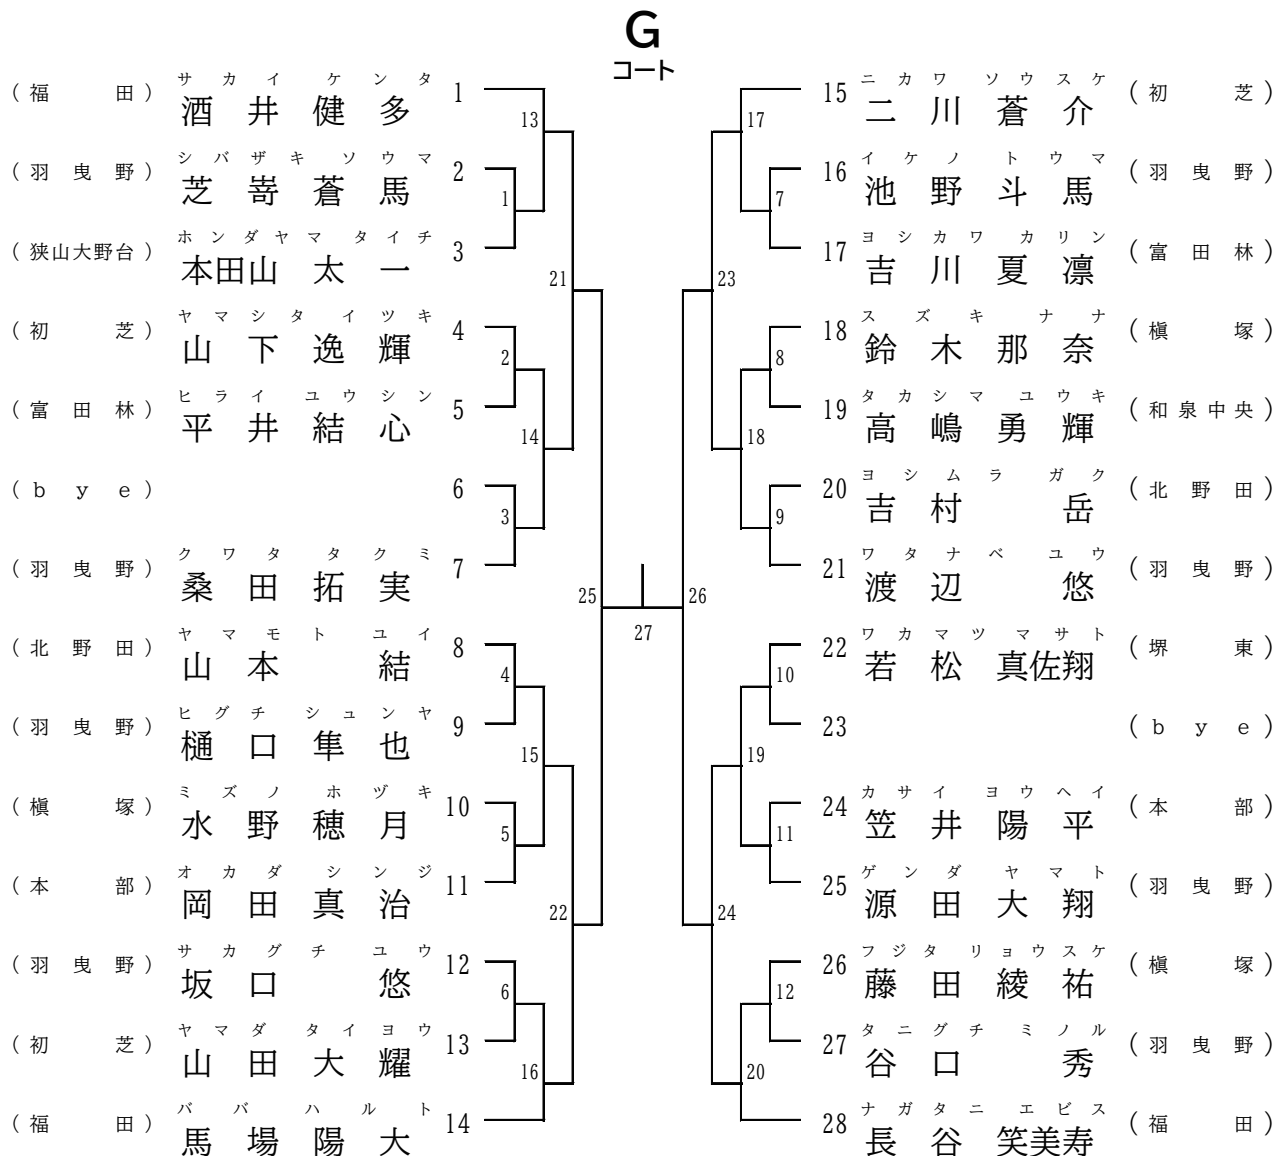 G
コート
サカイ ケンタ
(福田) 酒井健多 1
シバザキ ソウマ
(羽曳野) 芝嵜蒼馬 2
ホンダヤマ タイチ
(狭山大野台) 本田山太一 3
ヤマシタ イツキ
(初芝) 山下逸輝 4
ヒライ ユウシン
(富田林) 平井結心 5
(bye) 6
クワタ タクミ
(羽曳野) 桑田拓実 7
ヤマモト ユイ
(北野田) 山本結 8
ヒグチ シュンヤ
(羽曳野) 樋口隼也 9
ミズノ ホヅキ
(槇塚) 水野穂月 10
オカダ シンジ
(本部) 岡田真治 11
サカグチ ユウ
(羽曳野) 坂口悠 12
ヤマダ タイヨウ
(初芝) 山田大耀 13
ババ ハルト
(福田) 馬場陽大 14
13
1
21
2
14
3
25
4
15
5
22
6
16
27
17
7
23
8
18
9
26
10
19
11
24
12
20
ニカワ ソウスケ
15 二川蒼介 (初芝)
イケノ トウマ
16 池野斗馬 (羽曳野)
ヨシカワ カリン
17 吉川夏凛 (富田林)
スズキ ナナ
18 鈴木那奈 (槇塚)
タカシマ ユウキ
19 高嶋勇輝 (和泉中央)
ヨシムラ ガク
20 吉村岳 (北野田)
ワタナベ ユウ
21 渡辺悠 (羽曳野)
ワカマツ マサト
22 若松真佐翔 (堺東)
23 (bye)
カサイ ヨウヘイ
24 笠井陽平 (本部)
ゲンダ ヤマト
25 源田大翔 (羽曳野)
フジタ リョウスケ
26 藤田綾祐 (槇塚)
タニグチ ミノル
27 谷口秀 (羽曳野)
ナガタニ エビス
28 長谷笑美寿 (福田)